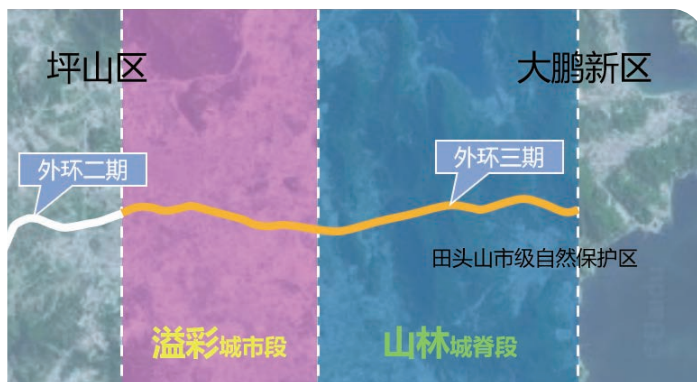 坪山区
大鹏新区
外环二期
外环三期
田头山市级自然保护区
溢彩城市段
山林城脊段